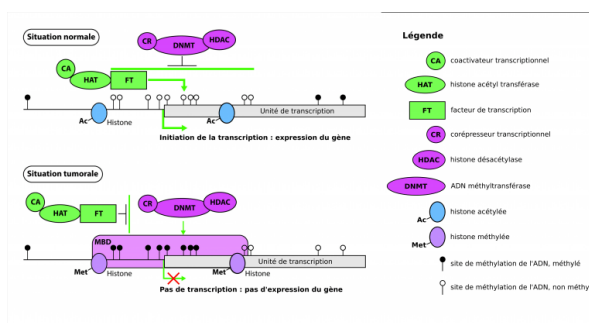 Situation normale
CR
DNMT
HDAC
CA
HAT
FT
Unité de transcription
Ac
Histone
Ac
Initiation de la transcription : expression du gène
Situation tumorale
CA
HAT
FT
CR
DNMT
HDAC
MBD
Unité de transcription
Met
Histone
Met
Pas de transcription : pas d'expression du gène
Légende
CA coactivateur transcriptionnel
HAT histone acétyl transférase
FT facteur de transcription
CR corépresseur transcriptionnel
HDAC histone désacétylase
DNMT ADN méthyltransférase
Ac histone acétylée
Met histone méthylée
site de méthylation de l'ADN, méthylé
site de méthylation de l'ADN, non méthy